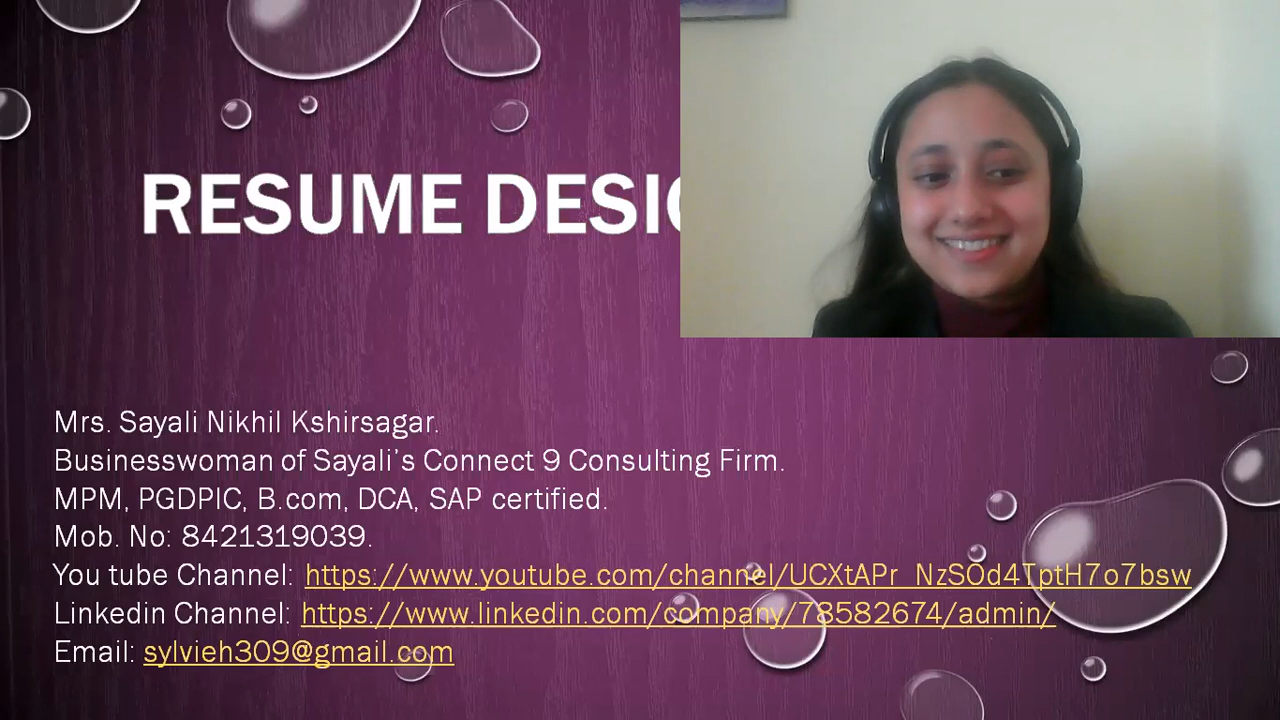 RESUME DESI
Mrs. Sayali Nikhil Kshirsagar.
Businesswoman of Sayali's Connect 9 Consulting Firm.
MPM, PGDPIC, B.com, DCA, SAP certified.
Mob. No: 8421319039.
You tube Channel: https://www.youtube.com/channel/UCXtAPr_NzSOd4TptH7o7bsw
Linkedin Channel: https://www.linkedin.com/company/78582674/admin/
Email: sylvieh309@gmail.com